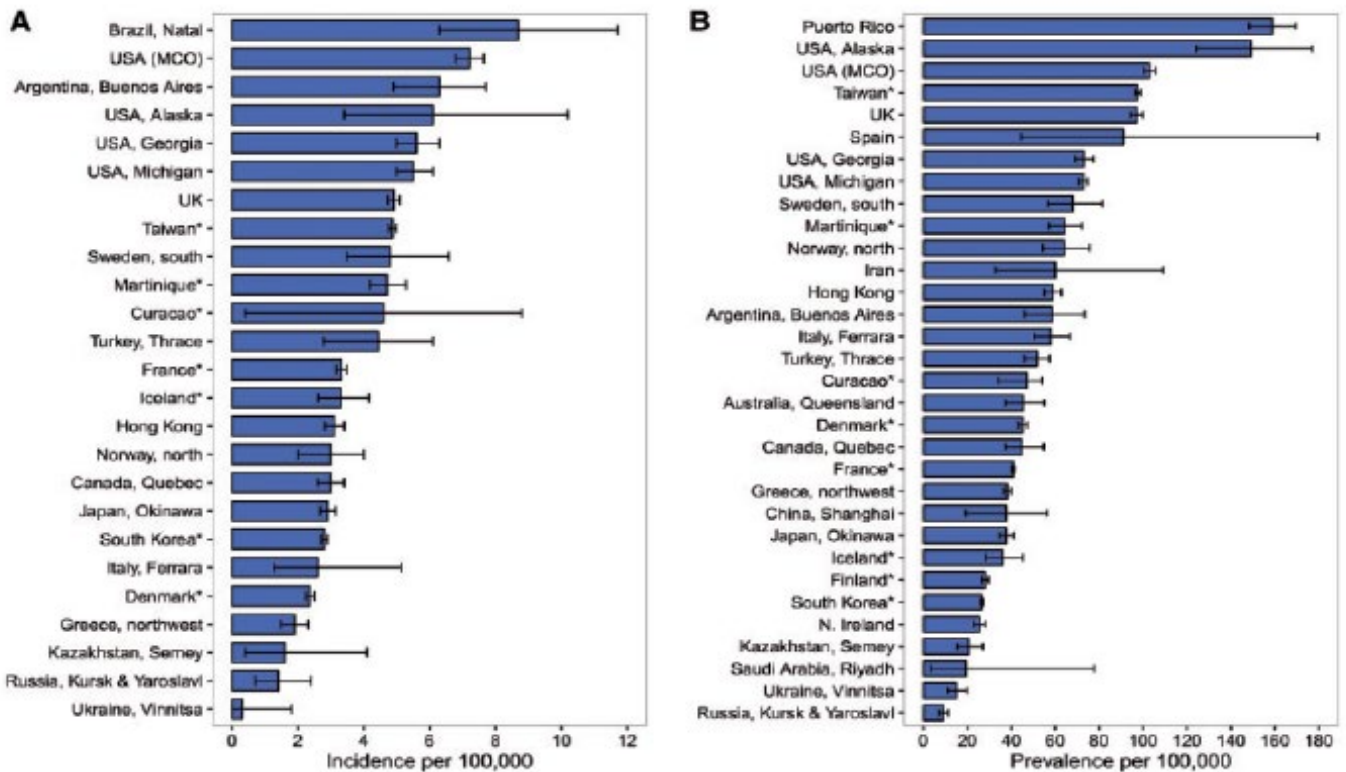 A
Brazil, Natal
USA (MCO)
Argentina, Buenos Aires
USA, Alaska
USA, Georgia
USA, Michigan
UK
Taiwan*
Sweden, south
Martinique*
Curacao*
Turkey, Thrace
France*
Iceland*
Hong Kong
Norway, north
Canada, Quebec
Japan, Okinawa
South Korea*
Italy, Ferrara
Denmark*
Greece, northwest
Kazakhstan, Semey
Russia, Kursk & Yaroslavl
Ukraine, Vinnitsa
0 2 4 6 8 10 12
Incidence per 100,000
B
Puerto Rico
USA, Alaska
USA (MCO)
Taiwan*
UK
Spain
USA, Georgia
USA, Michigan
Sweden, south
Martinique*
Norway, north
Iran
Hong Kong
Argentina, Buenos Aires
Italy, Ferrara
Turkey, Thrace
Curacao*
Australia, Queensland
Denmark*
Canada, Quebec
France*
Greece, northwest
China, Shanghai
Japan, Okinawa
Iceland*
Finland*
South Korea*
N. Ireland
Kazakhstan, Semey
Saudi Arabia, Riyadh
Ukraine, Vinnitsa
Russia, Kursk & Yaroslavl
0 20 40 60 80 100 120 140 160 180
Prevalence per 100,000